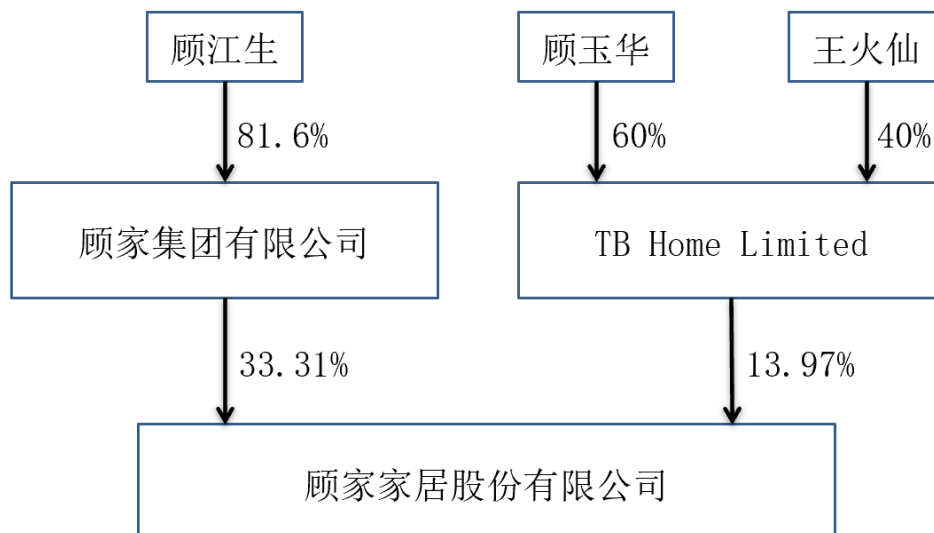 顾江生
顾玉华
王火仙
81.6%
60%
40%
顾家集团有限公司
TB Home Limited
33.31%
13.97%
顾家家居股份有限公司